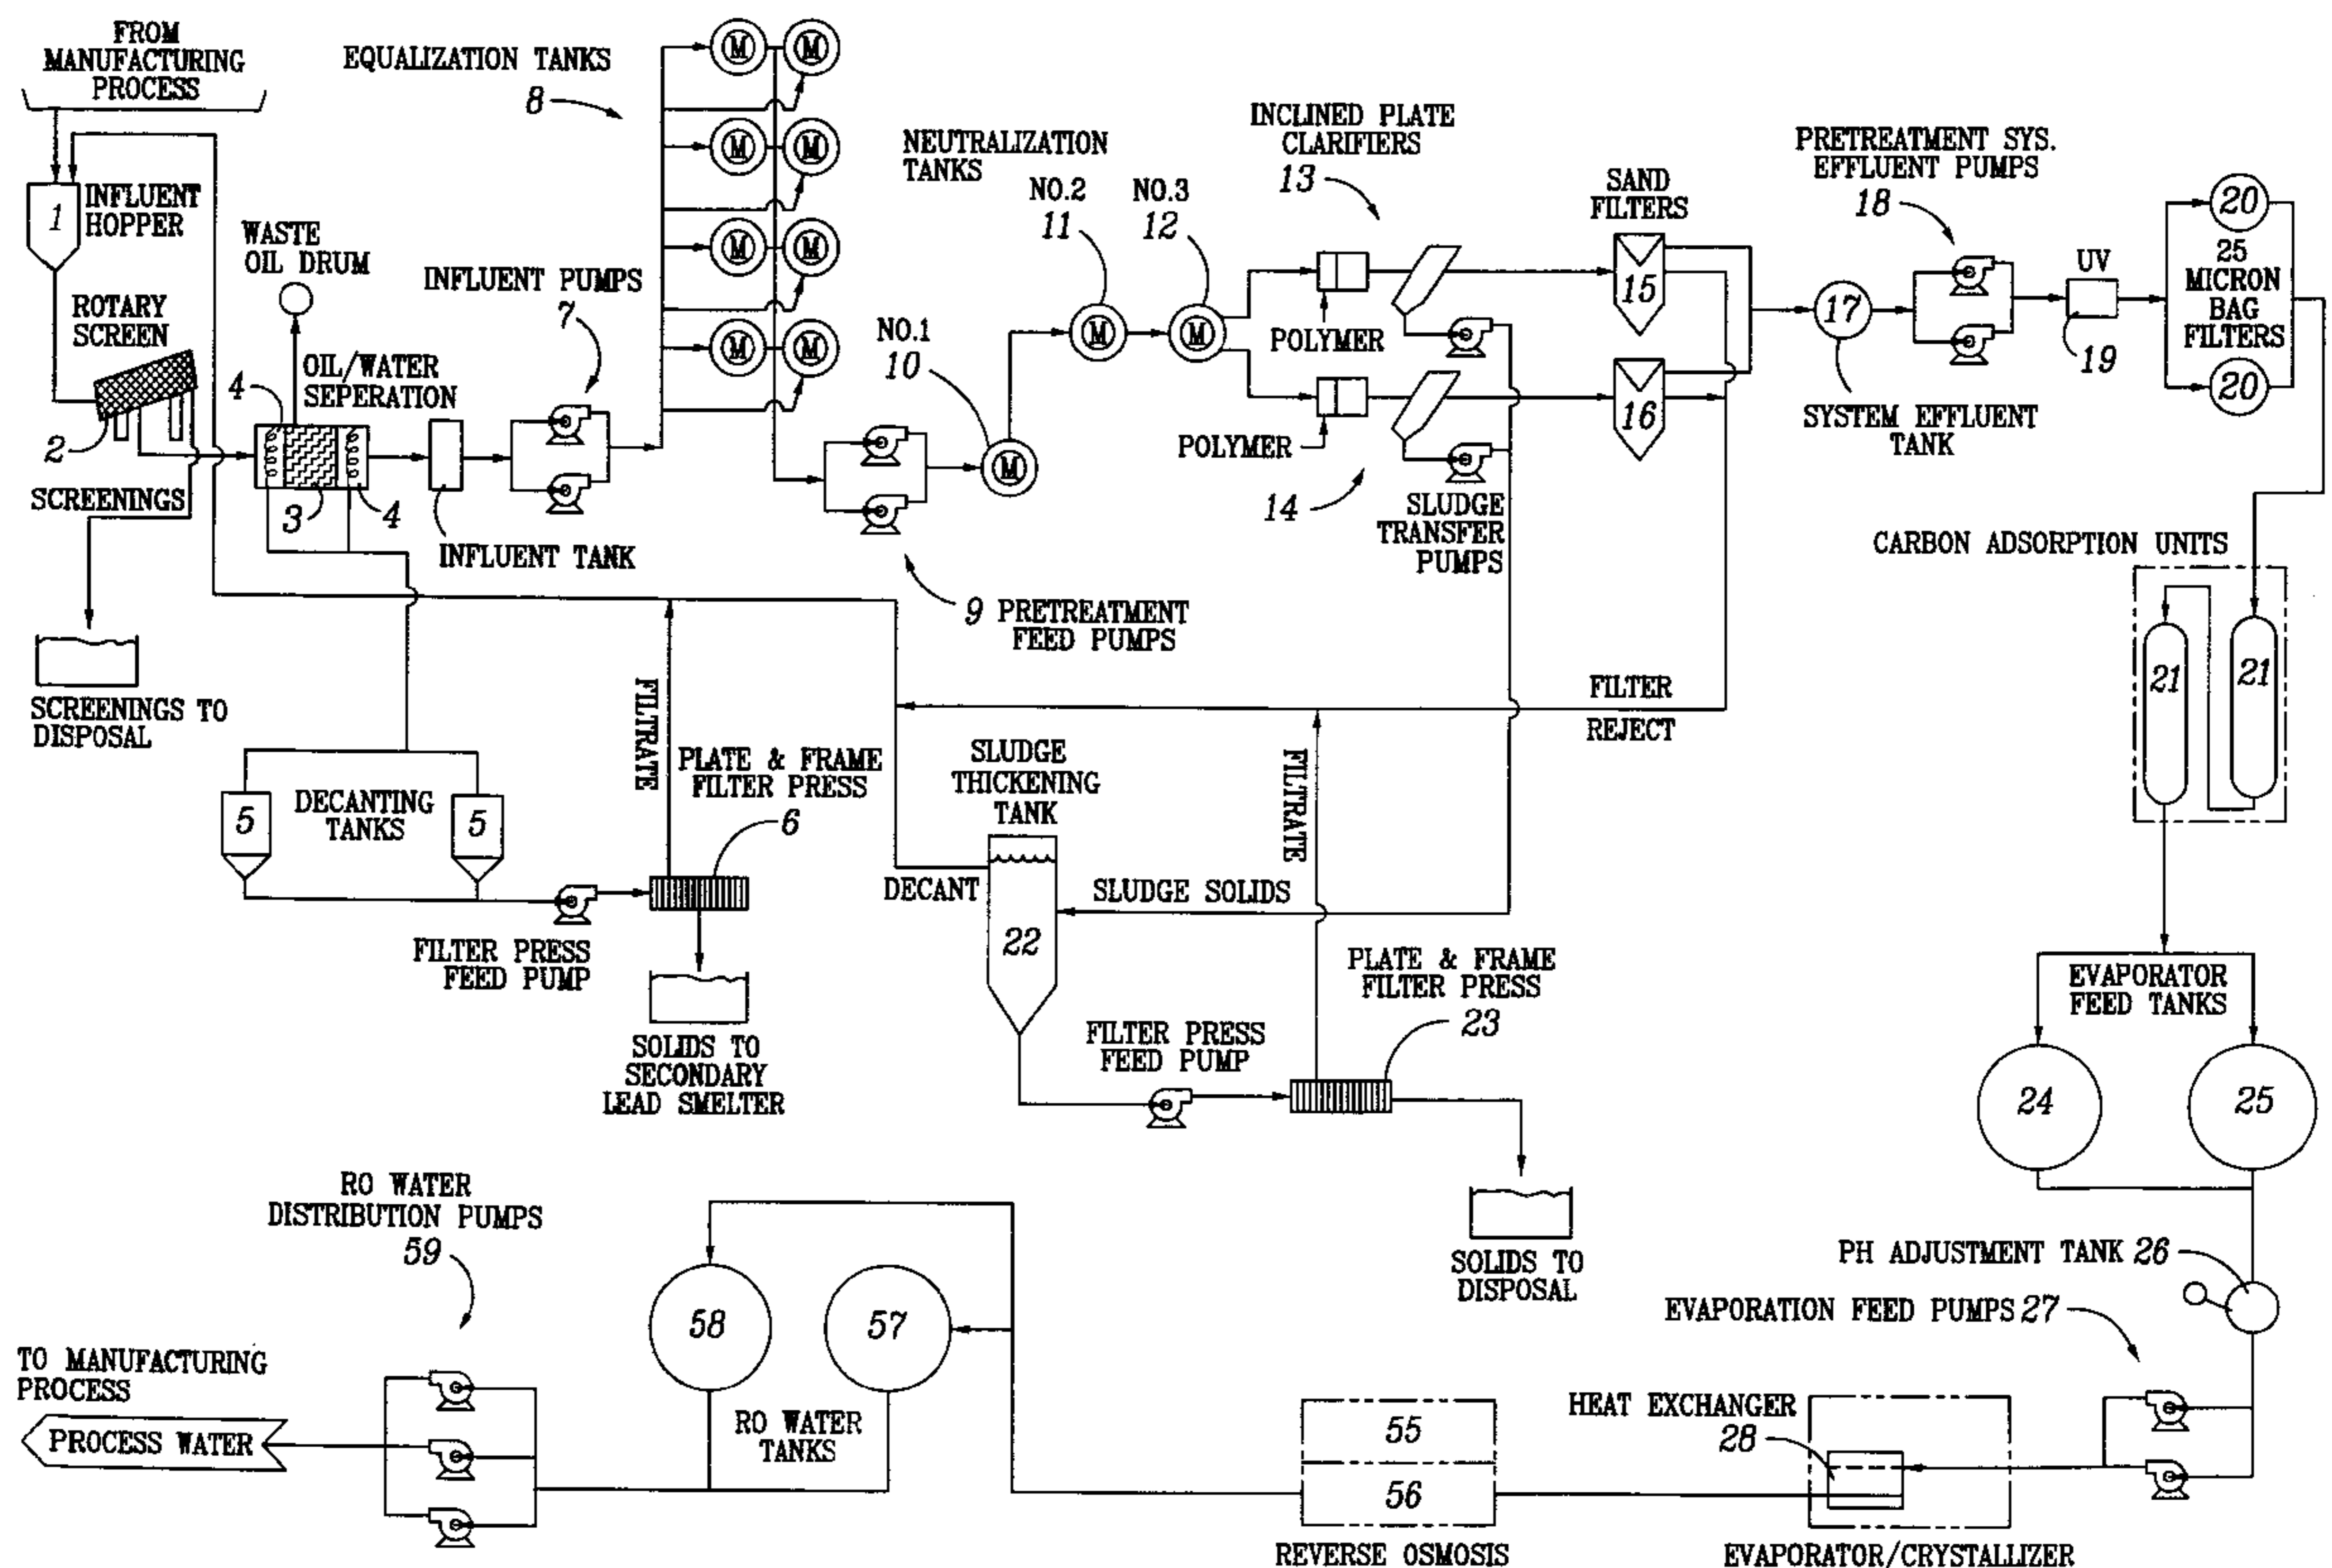 FROM
MANUFACTURING
PROCESS
1
INFLUENT
HOPPER
ROTARY
SCREEN
2
WASTE
OIL DRUM
OIL/WATER
SEPERATION
4
3
4
SCREENINGS
SCREENINGS TO
DISPOSAL
INFLUENT TANK
INFLUENT PUMPS
7
EQUALIZATION TANKS
8
M
M
M
M
M
M
M
M
NEUTRALIZATION
TANKS
NO.1
10
M
NO.2
11
M
NO.3
12
M
9 PRETREATMENT
FEED PUMPS
INCLINED PLATE
CLARIFIERS
13
POLYMER
POLYMER
14
SLUDGE
TRANSFER
PUMPS
SAND
FILTERS
15
16
17
SYSTEM EFFLUENT
TANK
PRETREATMENT SYS.
EFFLUENT PUMPS
18
UV
19
20
25
MICRON
BAG
FILTERS
20
CARBON ADSORPTION UNITS
21
21
FILTER
REJECT
5
DECANTING
TANKS
5
FILTER PRESS
FEED PUMP
FILTRATE
PLATE & FRAME
FILTER PRESS
6
SOLIDS TO
SECONDARY
LEAD SMELTER
SLUDGE
THICKENING
TANK
DECANT
SLUDGE SOLIDS
22
FILTRATE
FILTER PRESS
FEED PUMP
PLATE & FRAME
FILTER PRESS
23
SOLIDS TO
DISPOSAL
EVAPORATOR
FEED TANKS
24
25
PH ADJUSTMENT TANK 26
EVAPORATION FEED PUMPS 27
HEAT EXCHANGER
28
EVAPORATOR/CRYSTALLIZER
55
56
REVERSE OSMOSIS
58
57
RO WATER
TANKS
RO WATER
DISTRIBUTION PUMPS
59
TO MANUFACTURING
PROCESS
PROCESS WATER